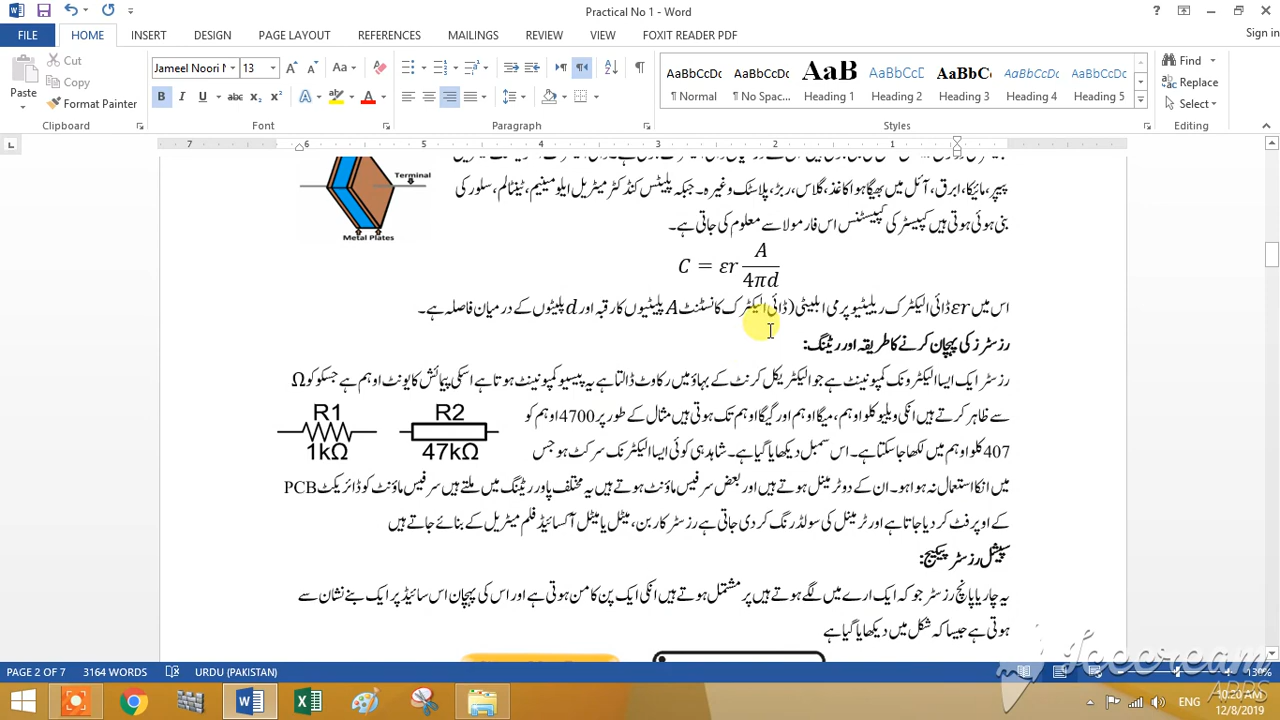 Practical No 1 - Word
Sign in
FILE HOME INSERT DESIGN PAGE LAYOUT REFERENCES MAILINGS REVIEW VIEW FOXIT READER PDF
Cut
Copy
Format Painter
Paste
Jameel Noori N 13
AaBbCcDc AaBbCcDc AaB AaBbCcDc AaBbCcDc AaBbCcDc AaBbCcDc
¶ Normal ¶ No Spac... Heading 1 Heading 2 Heading 3 Heading 4 Heading 5
Find
Replace
Select
Clipboard Font Paragraph Styles Editing
7 6 5 4 3 2 1
Terminal
Metal Plates
پیپر، مائیکا، ابرق، آئل میں بھیگا ہوا کاغذ، گلاس، ربڑ، پلاسٹک وغیرہ۔ جبکہ پلیٹس کنڈکٹر میٹریل ایلومینیم، ٹینٹالم، سلور کی
بنی ہوئی ہوتی ہیں کپیسٹر کی کپیسٹنس اس فارمولا سے معلوم کی جاتی ہے۔
C = εr A/4πd
اس میں εr ڈائی الیکٹرک ریلیٹیو پرمی ابلیٹی (ڈائی الیکٹرک کانسٹنٹ A پلیٹیوں کا رقبہ اور d پلیٹوں کے درمیان فاصلہ ہے۔
رزسٹرز کی پہچان کرنے کا طریقہ اور ریٹنگ:
رزسٹر ایک ایسا الیکٹرونک کمپونینٹ ہے جو الیکٹریکل کرنٹ کے بہاؤ میں رکاوٹ ڈالتا ہے یہ پیسیو کمپونینٹ ہوتا ہے اسکی پیمائش کا یونٹ اوہم ہے جسکو کو Ω
سے ظاہر کرتے ہیں انکی ویلیو کلو اوہم، میگا اوہم اور گیگا اوہم تک ہوتی ہیں مثال کے طور پر 4700 اوہم کو
R1 R2
1kΩ 47kΩ
407 کلو اوہم میں لکھا جا سکتا ہے۔ اس سمبل دیکھایا گیا ہے۔ شاہد ہی کوئی ایسا الیکٹرنک سرکٹ ہو جس
میں انکا استعمال نہ ہوا ہو۔ ان کے دو ٹرمینل ہوتے ہیں اور بعض سرفیس ماؤنٹ ہوتے ہیں یہ مختلف پاور ریٹنگ میں ملتے ہیں سرفیس ماؤنٹ کو ڈائریکٹ PCB
کے اوپر فٹ کر دیا جاتا ہے اور ٹرمینل کی سولڈرنگ کر دی جاتی ہے رزسٹر کاربن، میٹل یا میٹل آکسائیڈ فلم میٹریل کے بنائے جاتے ہیں
سپیشل رزسٹر پیکیج:
یہ چار یا پانچ رزسٹر جو کہ ایک ارے میں لگے ہوتے ہیں پر مشتمل ہوتے ہیں انکی ایک پن کامن ہوتی ہے اور اس کی پہچان اس سائیڈ پر ایک بنے نشان سے
ہوتی ہے جیسا کہ شکل میں دیکھایا گیا ہے
PAGE 2 OF 7 3164 WORDS URDU (PAKISTAN) 130%
Icecream
APPS
ENG
10:20 AM
12/8/2019